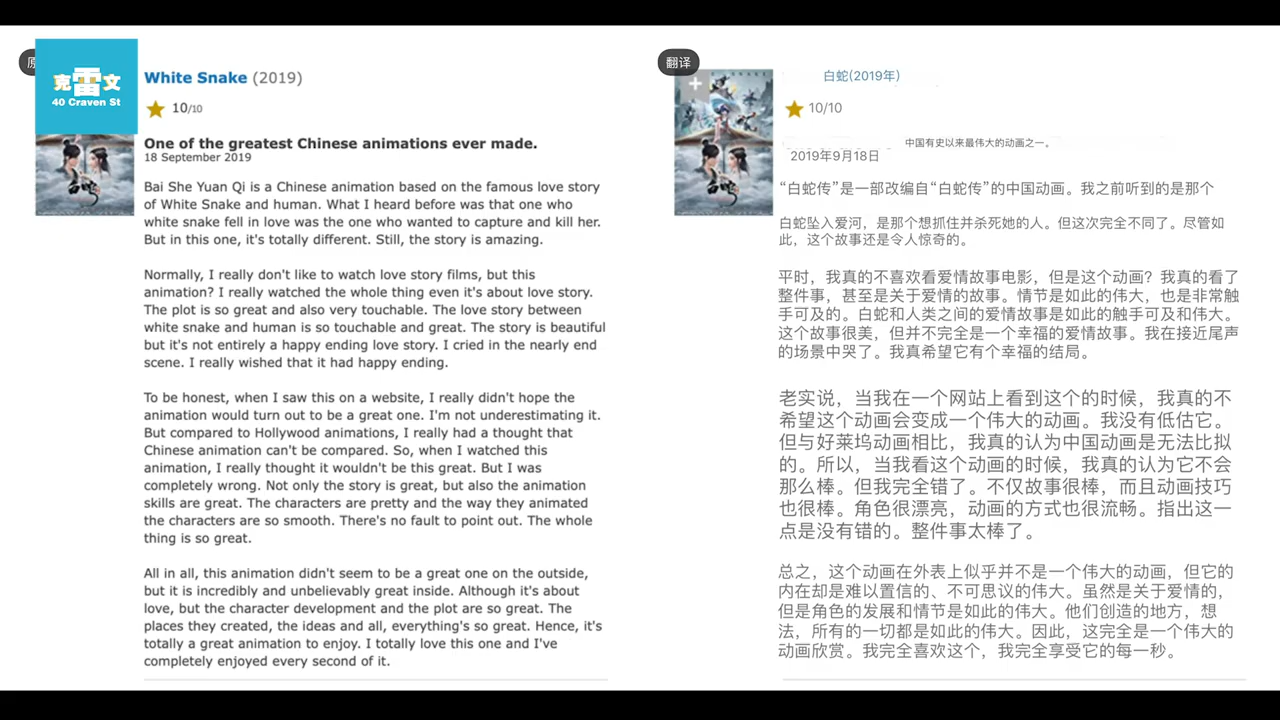 原
克雷文
40 Craven St
White Snake (2019)
10/10
One of the greatest Chinese animations ever made.
18 September 2019
Bai She Yuan Qi is a Chinese animation based on the famous love story
of White Snake and human. What I heard before was that one who
white snake fell in love was the one who wanted to capture and kill her.
But in this one, it's totally different. Still, the story is amazing.
Normally, I really don't like to watch love story films, but this
animation? I really watched the whole thing even it's about love story.
The plot is so great and also very touchable. The love story between
white snake and human is so touchable and great. The story is beautiful
but it's not entirely a happy ending love story. I cried in the nearly end
scene. I really wished that it had happy ending.
To be honest, when I saw this on a website, I really didn't hope the
animation would turn out to be a great one. I'm not underestimating it.
But compared to Hollywood animations, I really had a thought that
Chinese animation can't be compared. So, when I watched this
animation, I really thought it wouldn't be this great. But I was
completely wrong. Not only the story is great, but also the animation
skills are great. The characters are pretty and the way they animated
the characters are so smooth. There's no fault to point out. The whole
thing is so great.
All in all, this animation didn't seem to be a great one on the outside,
but it is incredibly and unbelievably great inside. Although it's about
love, but the character development and the plot are so great. The
places they created, the ideas and all, everything's so great. Hence, it's
totally a great animation to enjoy. I totally love this one and I've
completely enjoyed every second of it.
翻译
白蛇(2019年)
10/10
中国有史以来最伟大的动画之一。
2019年9月18日
“白蛇传”是一部改编自“白蛇传”的中国动画。我之前听到的是那个
白蛇坠入爱河，是那个想抓住并杀死她的人。但这次完全不同了。尽管如
此，这个故事还是令人惊奇的。
平时，我真的不喜欢看爱情故事电影，但是这个动画？我真的看了
整件事，甚至是关于爱情的故事。情节是如此的伟大，也是非常触
手可及的。白蛇和人类之间的爱情故事是如此的触手可及和伟大。
这个故事很美，但并不完全是一个幸福的爱情故事。我在接近尾声
的场景中哭了。我真希望它有个幸福的结局。
老实说，当我在一个网站上看到这个的时候，我真的不
希望这个动画会变成一个伟大的动画。我没有低估它。
但与好莱坞动画相比，我真的认为中国动画是无法比拟
的。所以，当我看这个动画的时候，我真的认为它不会
那么棒。但我完全错了。不仅故事很棒，而且动画技巧
也很棒。角色很漂亮，动画的方式也很流畅。指出这一
点是没有错的。整件事太棒了。
总之，这个动画在外表上似乎并不是一个伟大的动画，但它的
内在却是难以置信的、不可思议的伟大。虽然是关于爱情的，
但是角色的发展和情节是如此的伟大。他们创造的地方，想
法，所有的一切都是如此的伟大。因此，这完全是一个伟大的
动画欣赏。我完全喜欢这个，我完全享受它的每一秒。